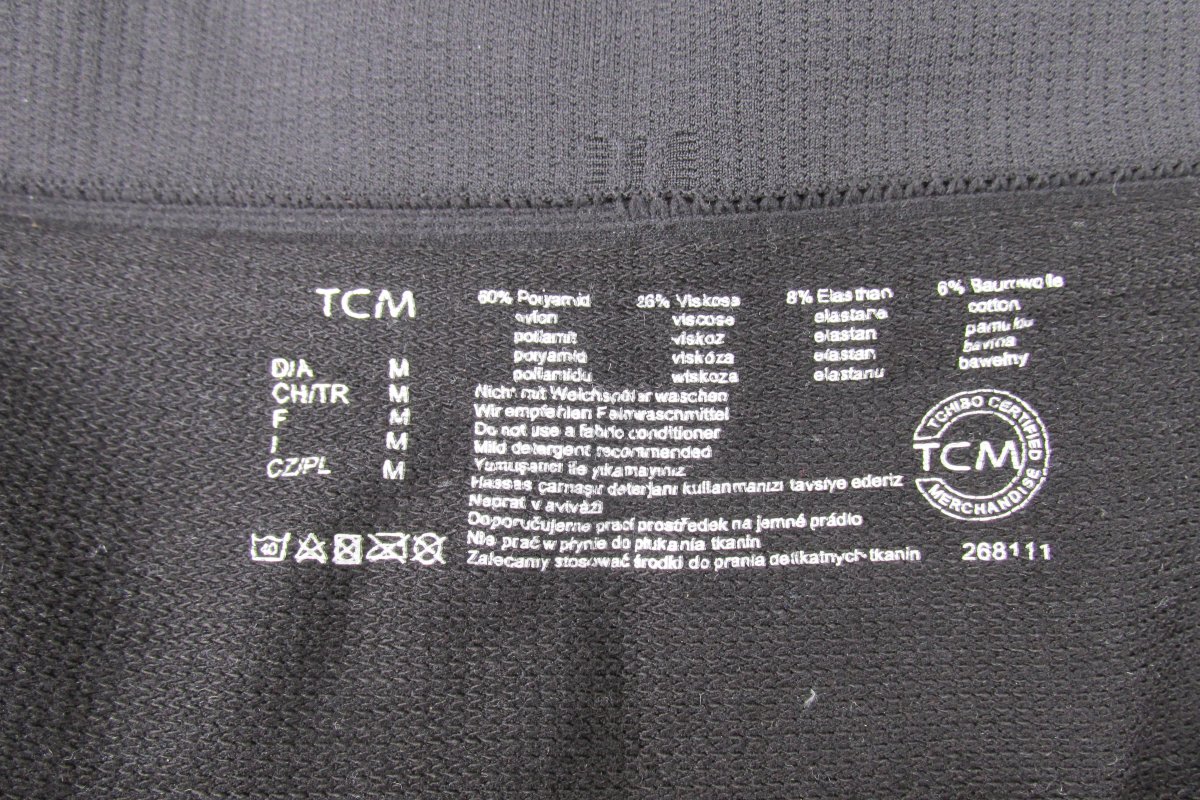 TCM
60% Polyamid 26% Viskosa 8% Elasthan 6% Baumwolle
nylon viscose elastane cotton
poliamit viskoz elastan pamuklu
polyamid viskóza elastan bavlna
poliamidu wiskoza elastanu bawełny
D/A M
CH/TR M
F M
I M
CZ/PL M
Nicht mit Weichspüler waschen
Wir empfehlen Feinwaschmittel
Do not use a fabric conditioner
Mild detergent recommended
Yumuşatıcı ile yıkamayınız
Hassas çamaşır deterjanı kullanmanızı tavsiye ederiz
Neprat v aviváži
Doporučujeme prací prostředek na jemné prádlo
Nie prać w płynie do płukania tkanin
Zalecamy stosować środki do prania delikatnych tkanin
40
TCHIBO CERTIFIED
TCM
MERCHANDISE
268111